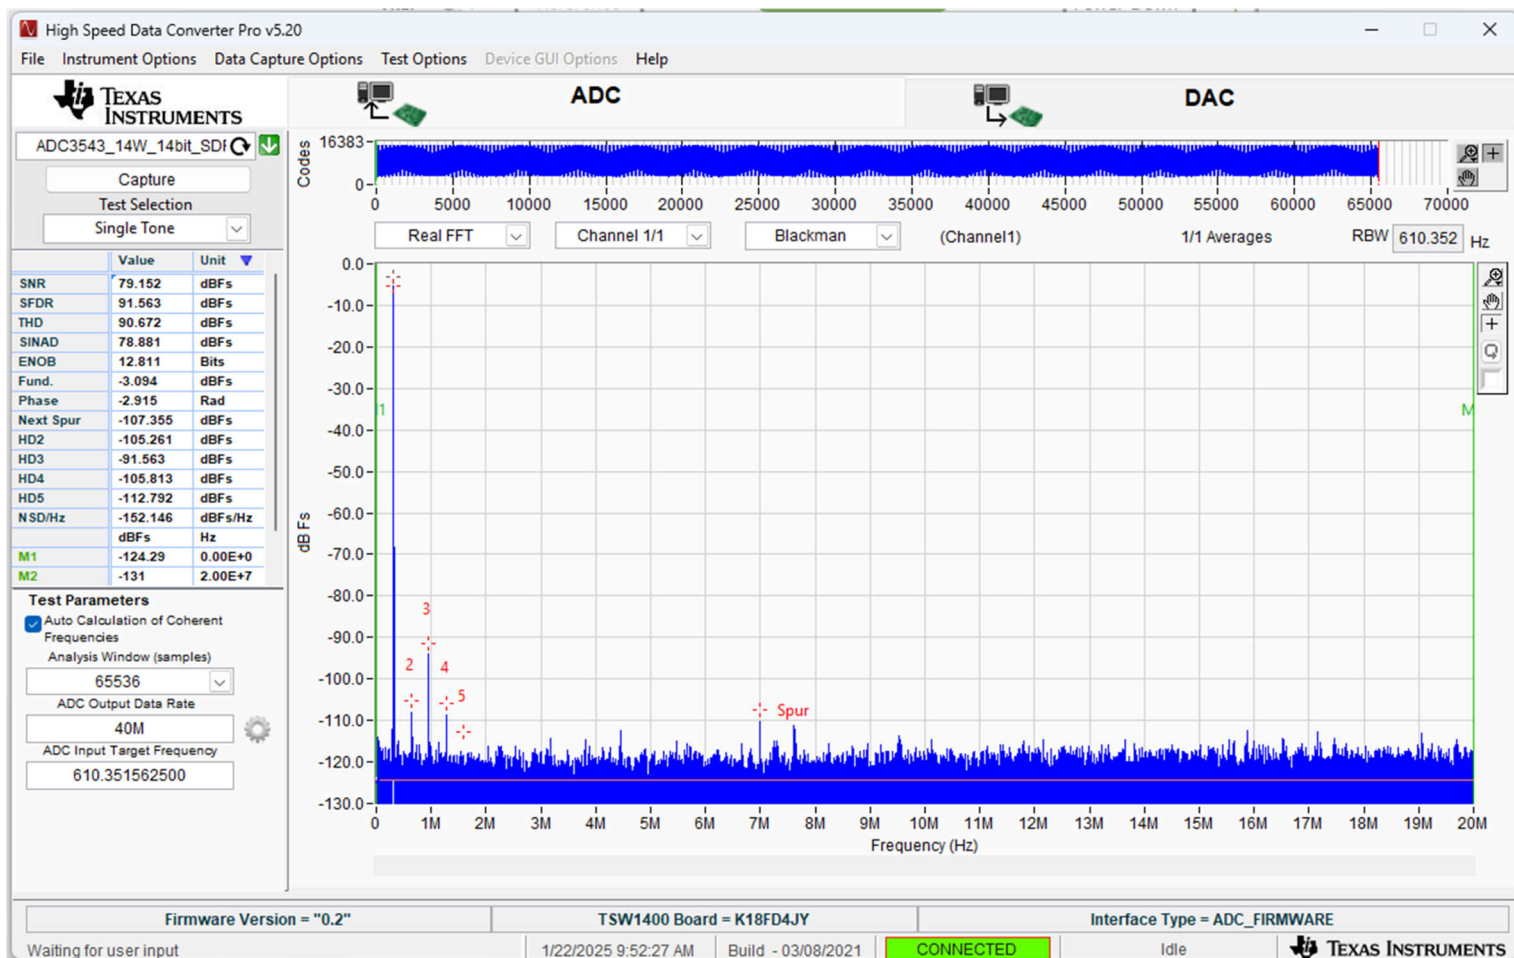 High Speed Data Converter Pro v5.20
File Instrument Options Data Capture Options Test Options Device GUI Options Help
TEXAS INSTRUMENTS
ADC
DAC
ADC3543_14W_14bit_SDR
Capture
Test Selection
Single Tone
Codes
16383
0
0 5000 10000 15000 20000 25000 30000 35000 40000 45000 50000 55000 60000 65000 70000
Real FFT Channel 1/1 Blackman (Channel1) 1/1 Averages RBW 610.352 Hz
Value Unit
SNR 79.152 dBFs
SFDR 91.563 dBFs
THD 90.672 dBFs
SINAD 78.881 dBFs
ENOB 12.811 Bits
Fund. -3.094 dBFs
Phase -2.915 Rad
Next Spur -107.355 dBFs
HD2 -105.261 dBFs
HD3 -91.563 dBFs
HD4 -105.813 dBFs
HD5 -112.792 dBFs
NSD/Hz -152.146 dBFs/Hz
dBFs Hz
M1 -124.29 0.00E+0
M2 -131 2.00E+7
Test Parameters
Auto Calculation of Coherent
Frequencies
Analysis Window (samples)
65536
ADC Output Data Rate
40M
ADC Input Target Frequency
610.351562500
dBFs
0.0
-10.0
-20.0
-30.0
-40.0
-50.0
-60.0
-70.0
-80.0
-90.0
-100.0
-110.0
-120.0
-130.0
1
M
3
2 4
5
Spur
0 1M 2M 3M 4M 5M 6M 7M 8M 9M 10M 11M 12M 13M 14M 15M 16M 17M 18M 19M 20M
Frequency (Hz)
Firmware Version = "0.2" TSW1400 Board = K18FD4JY Interface Type = ADC_FIRMWARE
Waiting for user input 1/22/2025 9:52:27 AM Build - 03/08/2021 CONNECTED Idle TEXAS INSTRUMENTS